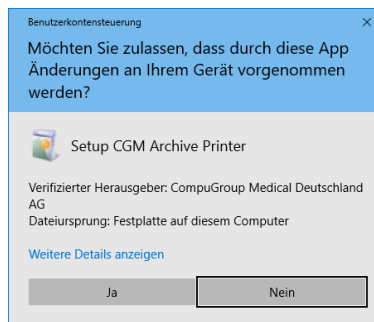 Benutzerkontensteuerung
Möchten Sie zulassen, dass durch diese App
Änderungen an Ihrem Gerät vorgenommen
werden?
Setup CGM Archive Printer
Verifizierter Herausgeber: CompuGroup Medical Deutschland
AG
Dateiursprung: Festplatte auf diesem Computer
Weitere Details anzeigen
Ja
Nein